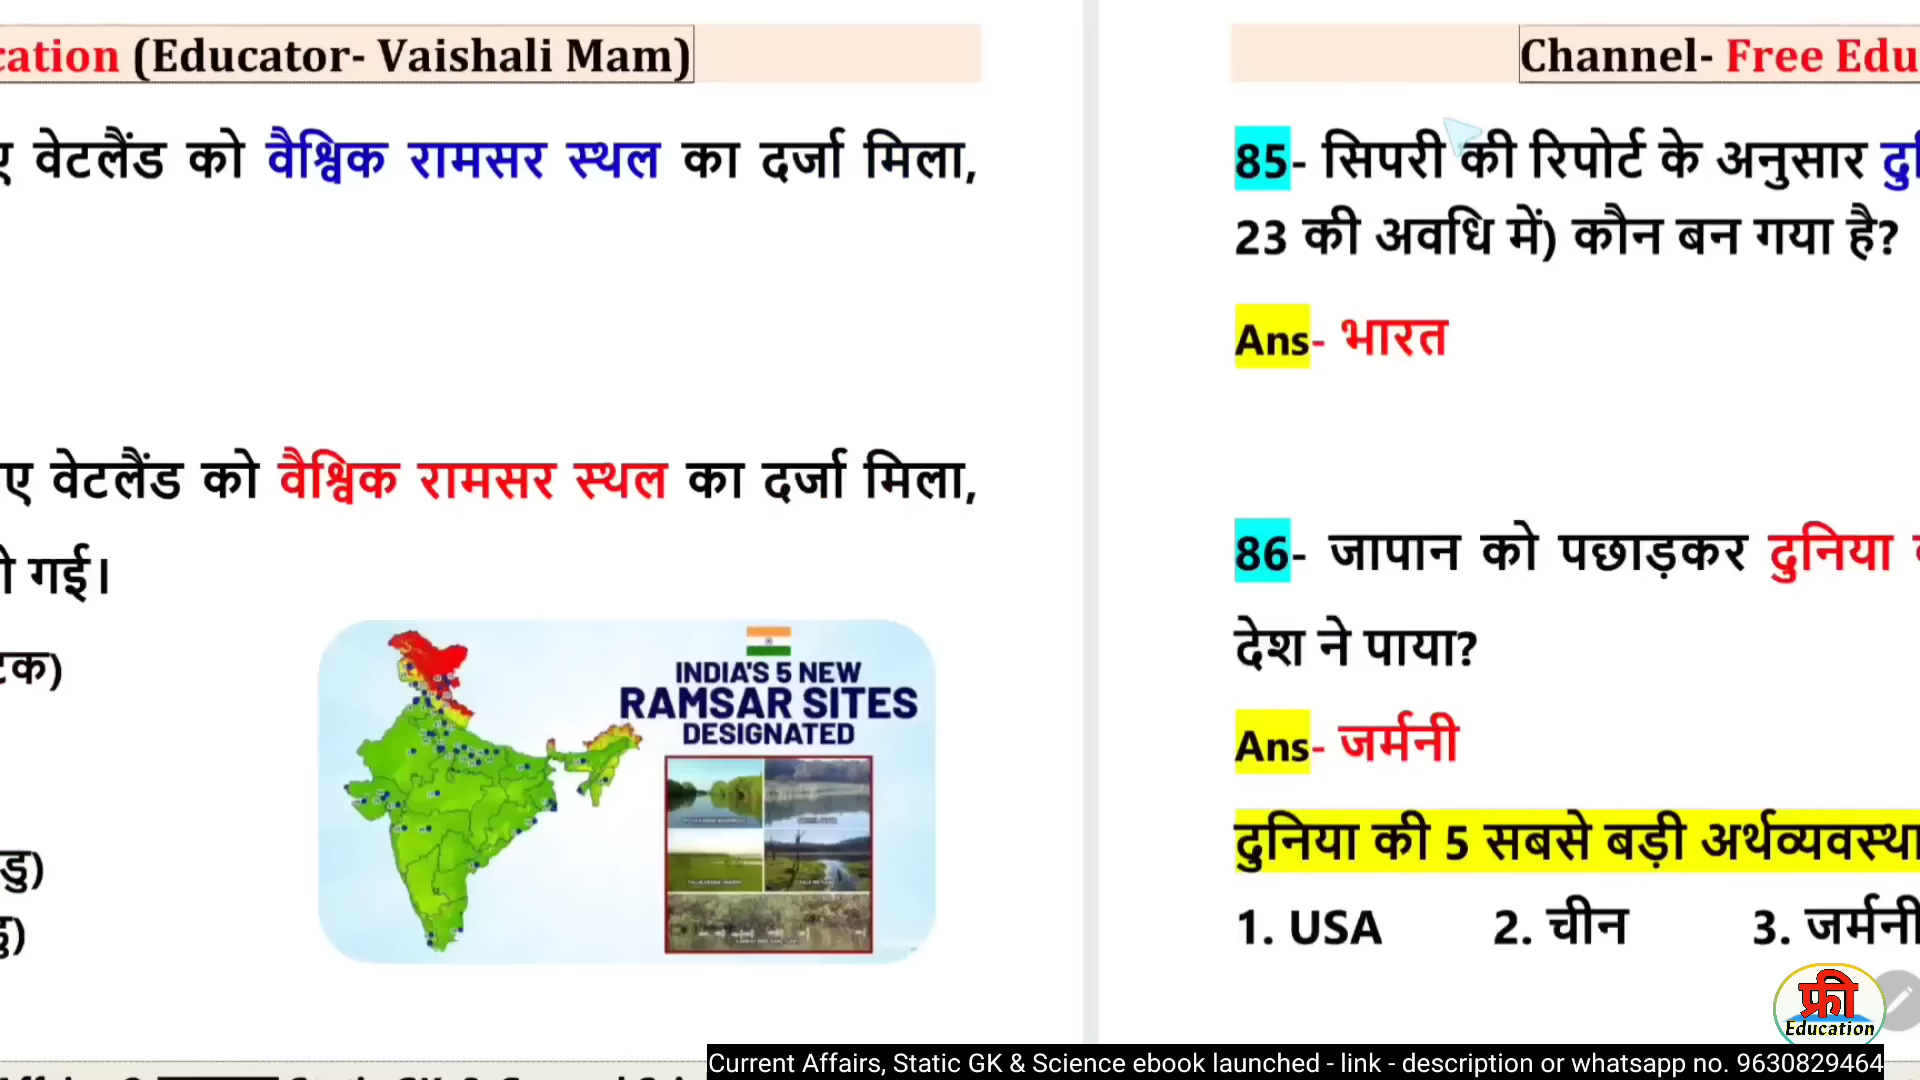 cation (Educator- Vaishali Mam)
ए वेटलैंड को वैश्विक रामसर स्थल का दर्जा मिला,
ए वेटलैंड को वैश्विक रामसर स्थल का दर्जा मिला,
गई।
टक)
डु)
INDIA'S 5 NEW
RAMSAR SITES
DESIGNATED
Channel- Free Edu
85- सिपरी की रिपोर्ट के अनुसार
23 की अवधि में) कौन बन गया है?
Ans- भारत
86- जापान को पछाड़कर दुनिया
देश ने पाया?
Ans- जर्मनी
दुनिया की 5 सबसे बड़ी अर्थव्यवस्था
1. USA 2. चीन 3. जर्मनी
फ्री
Education
Current Affairs, Static GK & Science ebook launched - link - description or whatsapp no. 9630829464